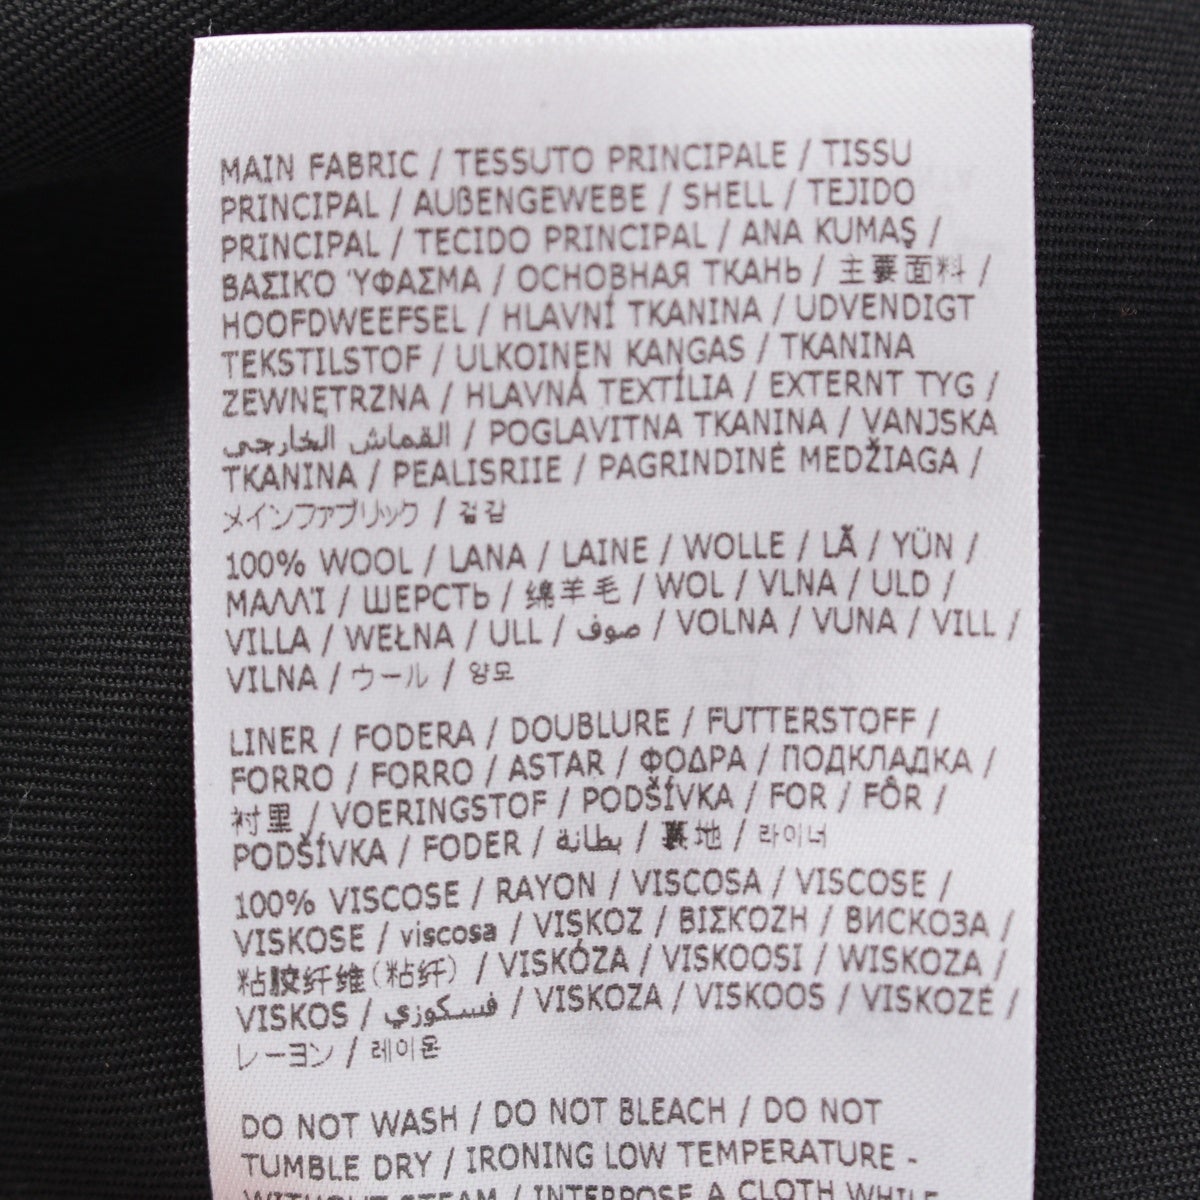 MAIN FABRIC / TESSUTO PRINCIPALE / TISSU
PRINCIPAL / AUßENGEWEBE / SHELL / TEJIDO
PRINCIPAL / TECIDO PRINCIPAL / ANA KUMAŞ /
ΒΑΣΙΚΌ ΎΦΑΣΜΑ / ОСНОВНАЯ ТКАНЬ / 主要面料 /
HOOFDWEEFSEL / HLAVNÍ TKANINA / UDVENDIGT
TEKSTILSTOF / ULKOINEN KANGAS / TKANINA
ZEWNĘTRZNA / HLAVNÁ TEXTÍLIA / EXTERNT TYG /
القماش الخارجي / POGLAVITNA TKANINA / VANJSKA
TKANINA / PEALISRIIE / PAGRINDINĖ MEDŽIAGA /
メインファブリック / 겉감
100% WOOL / LANA / LAINE / WOLLE / LÃ / YÜN /
ΜΑΛΛΊ / ШЕРСТЬ / 绵羊毛 / WOL / VLNA / ULD /
VILLA / WEŁNA / ULL / صوف / VOLNA / VUNA / VILL /
VILNA / ウール / 양모
LINER / FODERA / DOUBLURE / FUTTERSTOFF /
FORRO / FORRO / ASTAR / ΦΟΔΡΑ / ПОДКЛАДКА /
衬里 / VOERINGSTOF / PODŠÍVKA / FOR / FÔR /
PODŠÍVKA / FODER / بطانة / 裏地 / 라이너
100% VISCOSE / RAYON / VISCOSA / VISCOSE /
VISKOSE / viscosa / VISKOZ / ΒΙΣΚΟΖΗ / ВИСКОЗА /
粘胶纤维(粘纤) / VISKÓZA / VISKOOSI / WISKOZA /
VISKOS / فسكوزي / VISKOZA / VISKOOS / VISKOZĖ /
レーヨン / 레이온
DO NOT WASH / DO NOT BLEACH / DO NOT
TUMBLE DRY / IRONING LOW TEMPERATURE -
WITHOUT STEAM / INTERPOSE A CLOTH WHILE